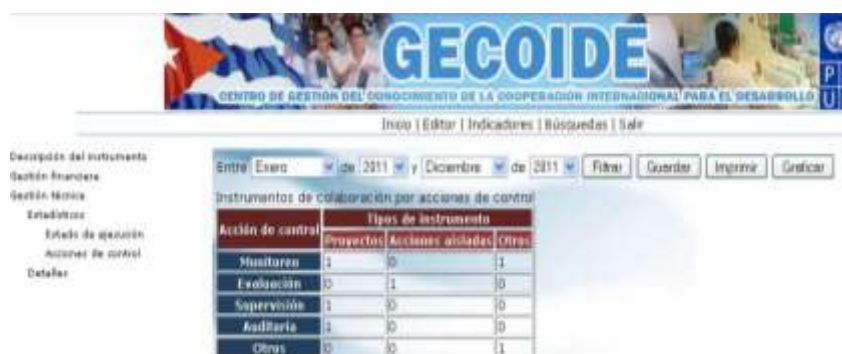 GECOIDE
CENTRO DE GESTIÓN DEL CONOCIMIENTO DE LA COOPERACIÓN INTERNACIONAL PARA EL DESARROLLO
P
U
Inicio | Editor | Indicadores | Búsquedas | Salir
Descripción del instrumento
Gestión financiera
Gestión técnica
Estadísticas
Estado de ejecución
Acciones de control
Detalles
Entre Enero de 2011 y Diciembre de 2011 Filtrar Guardar Imprimir Graficar
Instrumentos de colaboración por acciones de control
Acción de control Tipos de instrumento
Proyectos Acciones aisladas Otros
Monitoreo 1 0 1
Evaluación 0 1 0
Supervisión 1 0 0
Auditoría 1 0 0
Otros 0 0 1